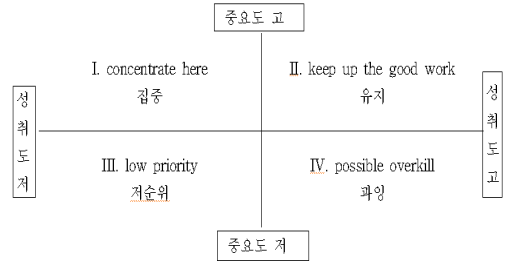 중요도 고
I. concentrate here
집중
II. keep up the good work
유지
성취도 저
성취도 고
III. low priority
저순위
IV. possible overkill
과잉
중요도 저